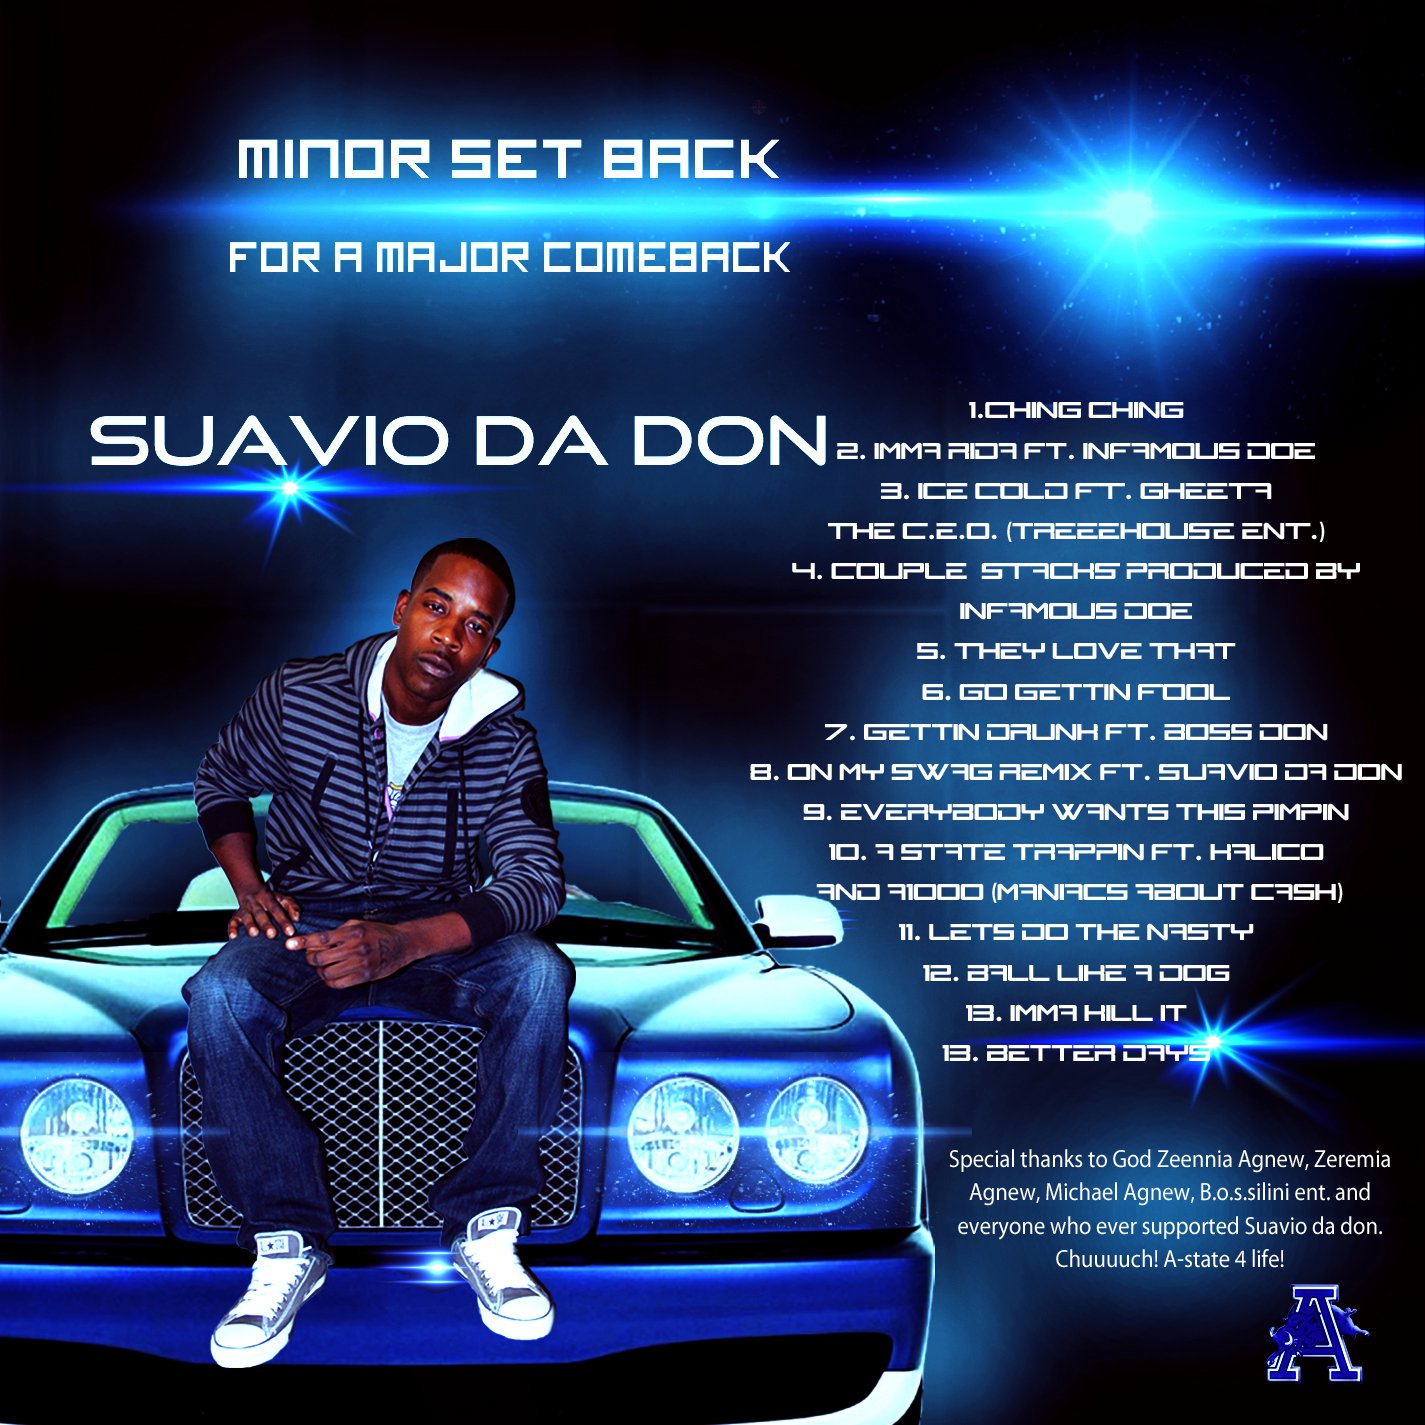 MINOR SET BACK
FOR A MAJOR COMEBACK
SUAVIO DA DON
1.CHING CHING
2. IMMA RIDA FT. INFAMOUS DOE
3. ICE COLD FT. GHEETA
THE C.E.O. (TREEEHOUSE ENT.)
4. COUPLE STACKS PRODUCED BY
INFAMOUS DOE
5. THEY LOVE THAT
6. GO GETTIN FOOL
7. GETTIN DRUNK FT. BOSS DON
8. ON MY SWAG REMIX FT. SUAVIO DA DON
9. EVERYBODY WANTS THIS PIMPIN
10. A STATE TRAPPIN FT. KALICO
AND A1000 (MANIACS ABOUT CASH)
11. LETS DO THE NASTY
12. BALL LIKE A DOG
13. IMMA KILL IT
13. BETTER DAYS
Special thanks to God Zeennia Agnew, Zeremia
Agnew, Michael Agnew, B.o.s.silini ent. and
everyone who ever supported Suavio da don.
Chuuuuch! A-state 4 life!
A